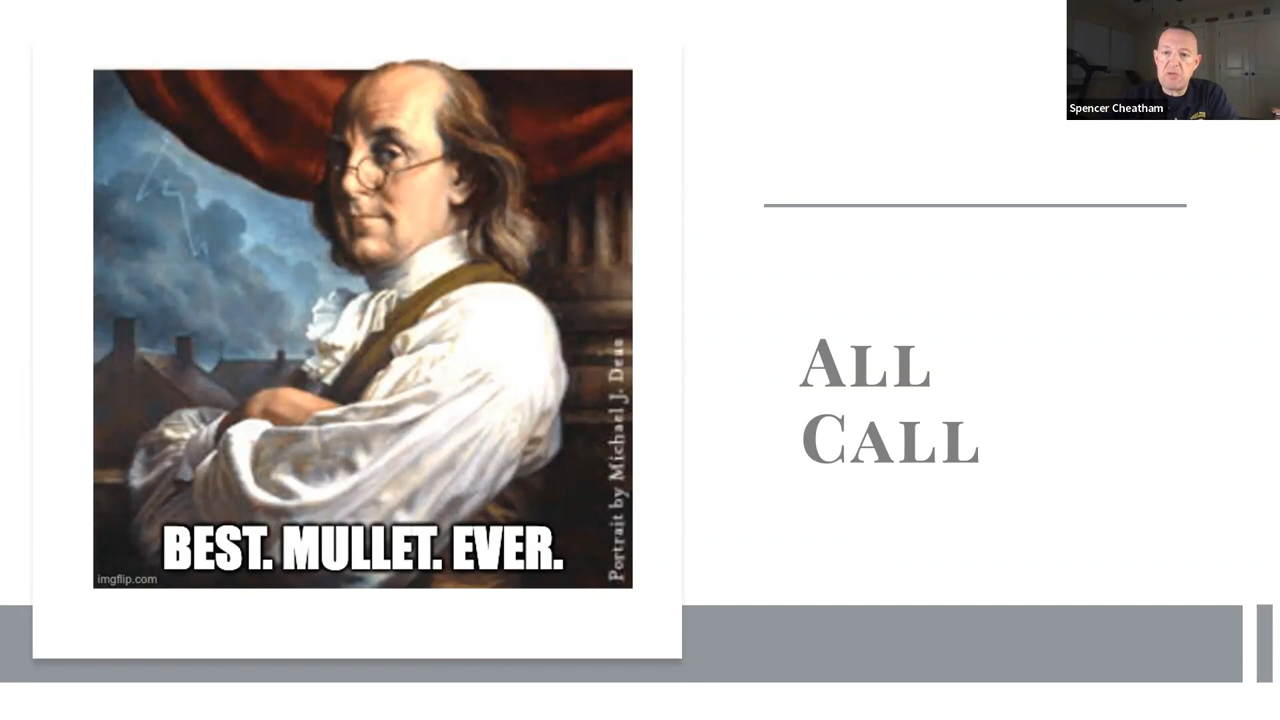 Spencer Cheatham
ALL
CALL
Portrait by Michael J. Deas
BEST. MULLET. EVER.
imgflip.com